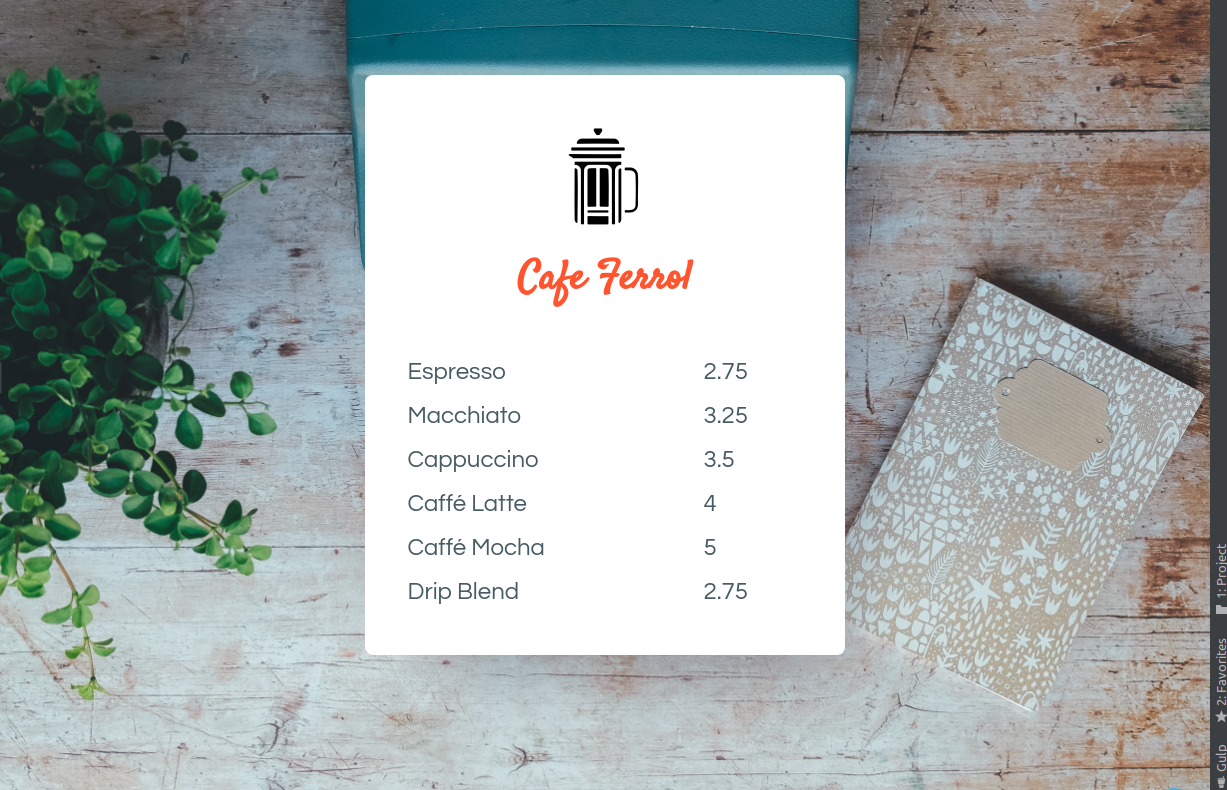 Cafe Ferrol
Espresso 2.75
Macchiato 3.25
Cappuccino 3.5
Caffé Latte 4
Caffé Mocha 5
Drip Blend 2.75
1: Project
2: Favorites
Gulp